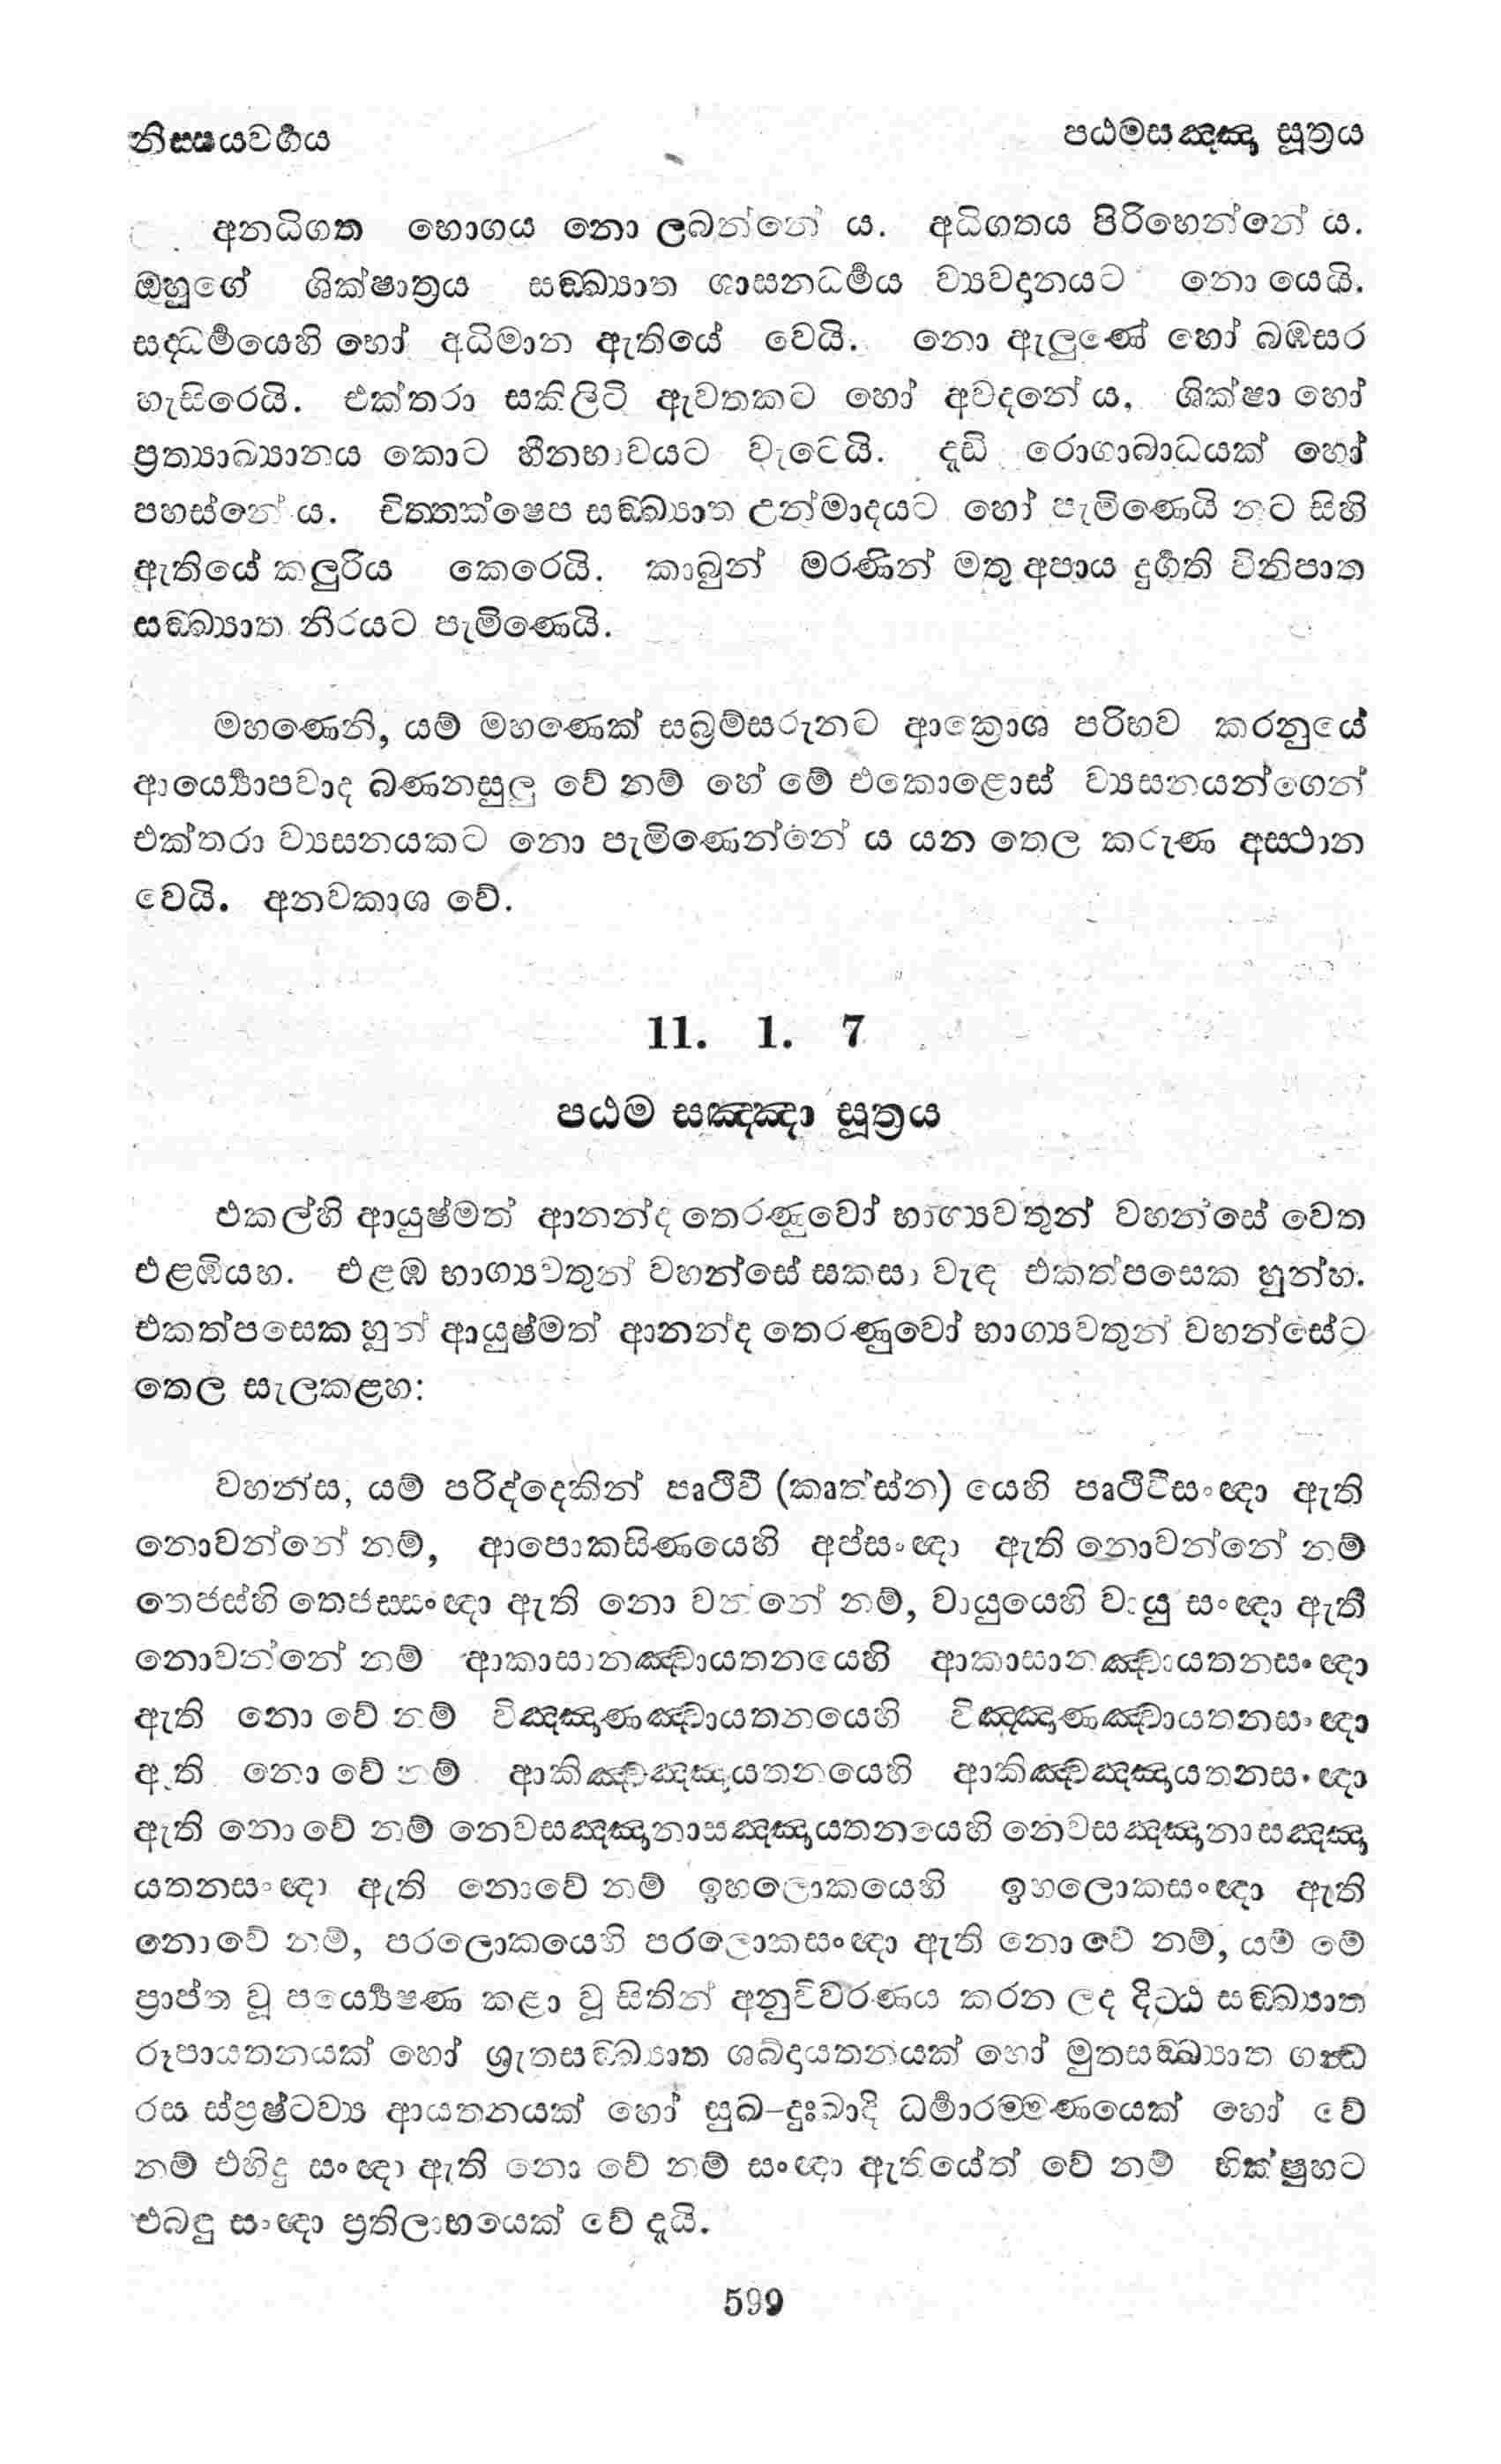 නිස්සයවර්‍ගය
පඨමසඤ්ඤා සූත්‍රය
අනධිගත භොගය නො ලබන්නේ ය. අධිගතය පිරිහෙන්නේ ය.
ඔහුගේ ශික්ෂාත්‍රය සඞ්ඛ්‍යාත ශාසනධර්‍මය ව්‍යවදානයට නො යෙයි.
සද්ධර්‍මයෙහි හෝ අධිමාන ඇතියේ වෙයි. නො ඇලුණේ හෝ බඹසර
හැසිරෙයි. එක්තරා සකිලිටි ඇවතකට හෝ අවදනේ ය, ශික්ෂා හෝ
ප්‍රත්‍යාඛ්‍යානය කොට හීනභාවයට වැටෙයි. දැඩි රොගාබාධයක් හෝ
පහස්නේ ය. චිත්තක්ෂෙප සඞ්ඛ්‍යාත උන්මාදයට හෝ පැමිණෙයි නට සිහි
ඇතියේ කලුරිය කෙරෙයි. කාබුන් මරණින් මතු අපාය දුර්‍ගති විනිපාත
සඞ්ඛ්‍යාත නිරයට පැමිණෙයි.
මහණෙනි, යම් මහණෙක් සබ්‍රම්සරුනට ආක්‍රොශ පරිභව කරනුයේ
ආර්‍ය්‍යොපවාද බණනසුලු වේ නම් හේ මේ එකොළොස් ව්‍යසනයන්ගෙන්
එක්තරා ව්‍යසනයකට නො පැමිණෙන්නේ ය යන තෙල කරුණ අස්ථාන
වෙයි. අනවකාශ වේ.
11. 1. 7
පඨම සඤ්ඤා සූත්‍රය
එකල්හි ආයුෂ්මත් ආනන්ද තෙරණුවෝ භාග්‍යවතුන් වහන්සේ වෙත
එළඹියහ. එළඹ භාග්‍යවතුන් වහන්සේ සකසා වැඳ එකත්පසෙක හුන්හ.
එකත්පසෙක හුන් ආයුෂ්මත් ආනන්ද තෙරණුවෝ භාග්‍යවතුන් වහන්සේට
තෙල සැලකළහ:
වහන්ස, යම් පරිද්දෙකින් පෘථිවි (කෘත්ස්න) යෙහි පෘථිවිසංඥා ඇති
නොවන්නේ නම්, ආපොකසිණයෙහි අප්සංඥා ඇති නොවන්නේ නම්
තෙජස්හි තෙජස්සංඥා ඇති නො වන්නේ නම්, වායුයෙහි වායු සංඥා ඇති
නොවන්නේ නම් ආකාසානඤ්චායතනයෙහි ආකාසානඤ්චායතනසංඥා
ඇති නො වේ නම් විඤ්ඤාණඤ්චායතනයෙහි විඤ්ඤාණඤ්චායතනසංඥා
ඇති නො වේ නම් ආකිඤ්චඤ්ඤායතනයෙහි ආකිඤ්චඤ්ඤායතනසංඥා
ඇති නො වේ නම් නෙවසඤ්ඤානාසඤ්ඤායතනයෙහි නෙවසඤ්ඤානාසඤ්ඤා
යතනසංඥා ඇති නොවේ නම් ඉහලොකයෙහි ඉහලොකසංඥා ඇති
නොවේ නම්, පරලොකයෙහි පරලොකසංඥා ඇති නො වේ නම්, යම් මේ
ප්‍රාප්ත වූ පර්‍ය්‍යෙෂණ කළා වූ සිතින් අනුවිවරණය කරන ලද දිට්ඨ සඞ්ඛ්‍යාත
රූපායතනයක් හෝ ශ්‍රැතසඞ්ඛ්‍යාත ශබ්දායතනයක් හෝ මුතසඞ්ඛ්‍යාත ගන්ධ
රස ස්ප්‍රෂ්ටව්‍ය ආයතනයක් හෝ සුඛ-දුඃඛාදි ධර්‍මාරම්මණයෙක් හෝ වේ
නම් එහිදු සංඥා ඇති නො වේ නම් සංඥා ඇතියේත් වේ නම් භික්ෂුහට
එබඳු සංඥා ප්‍රතිලාභයෙක් වේ දැයි.
599